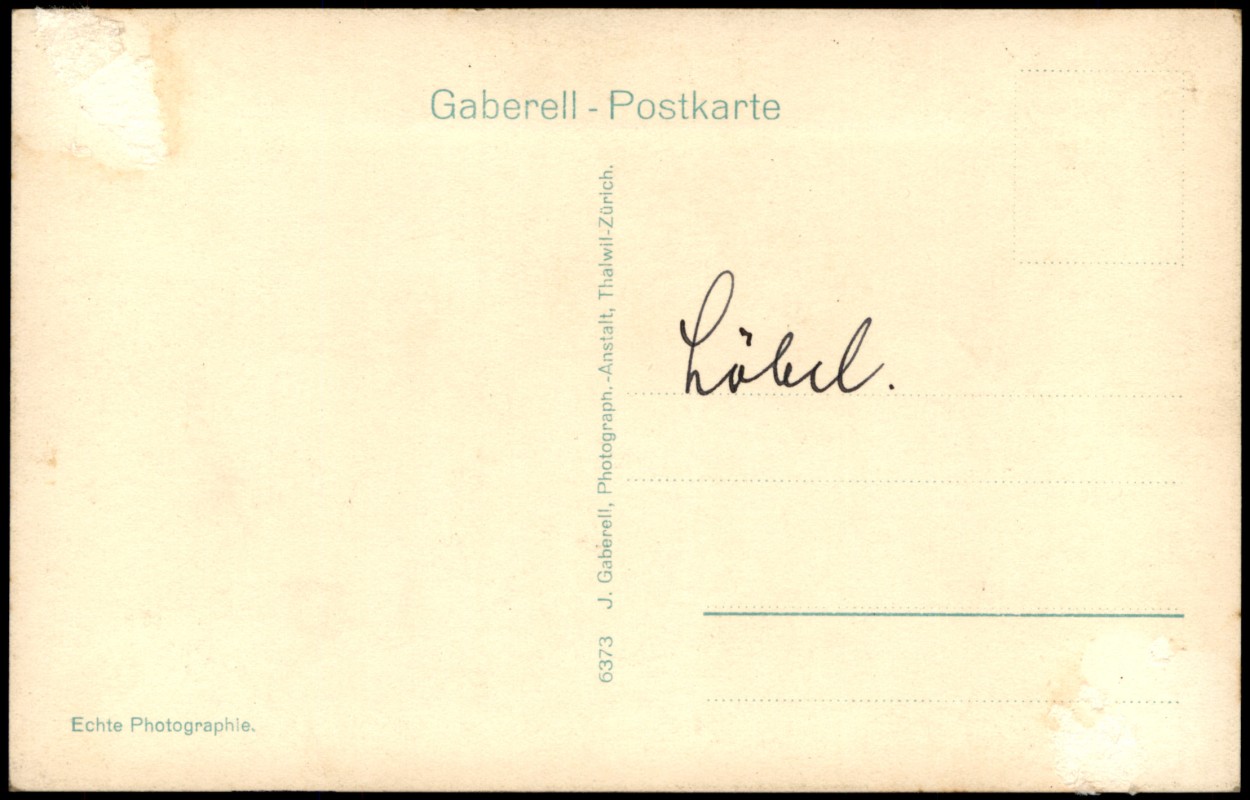 Gaberell - Postkarte
6373 J. Gaberell, Photograph.-Anstalt, Thalwil-Zürich.
Löbel.
Echte Photographie.